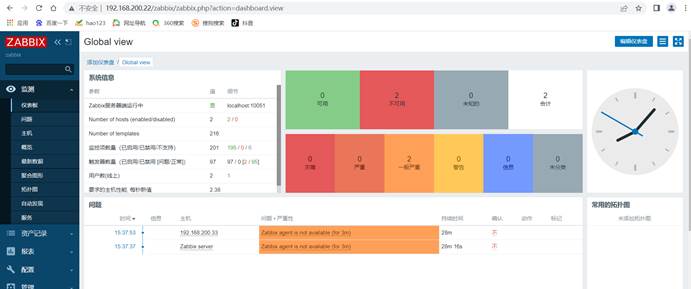 不安全 | 192.168.200.22/zabbix/zabbix.php?action=dashboard.view
应用 百度一下 hao123 网址导航 360搜索 搜狗搜索 抖音
ZABBIX
zabbix
Global view
编辑仪表盘
添加仪表盘 / Global view
监测
仪表板
问题
主机
概览
最新数据
聚合图形
拓扑图
自动发现
服务
资产记录
报表
配置
管理
系统信息
参数 值 细节
Zabbix服务器端运行中 是 localhost:10051
Number of hosts (enabled/disabled) 2 2 / 0
Number of templates 216
监控项数量 (已启用/已禁用/不支持) 201
触发器数量 (已启用/已禁用 [问题/正常]) 97 97 / 0 [2 / 95]
用户数(线上) 2 1
要求的主机性能, 每秒新值 2.38
0
可用
2
不可用
0
未知的
2
合计
0
灾难
0
严重
2
一般严重
0
警告
0
信息
0
未分类
问题
时间 信息 主机 问题 • 严重性 持续时间 确认 动作 标记
15:37:53 192.168.200.33 Zabbix agent is not available (for 3m) 28m 不
15:37:37 Zabbix server Zabbix agent is not available (for 3m) 28m 16s 不
常用的拓扑图
未添加拓扑图